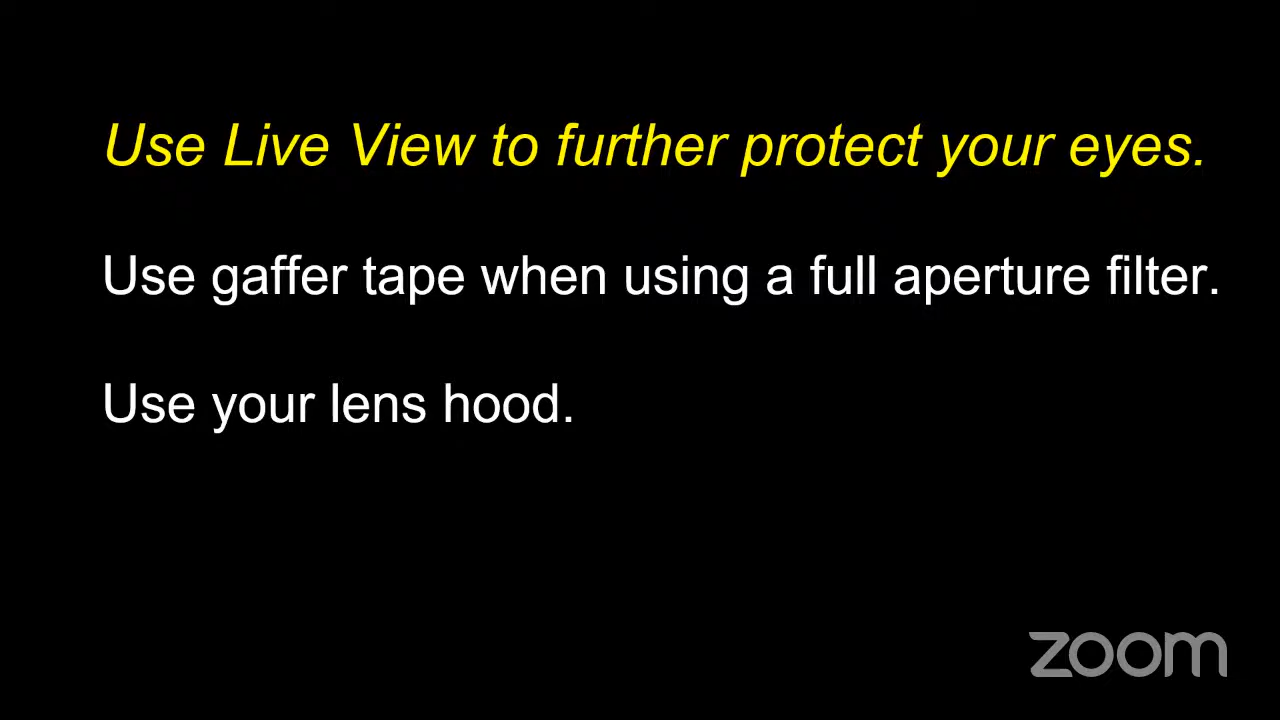 Use Live View to further protect your eyes.
Use gaffer tape when using a full aperture filter.
Use your lens hood.
zoom